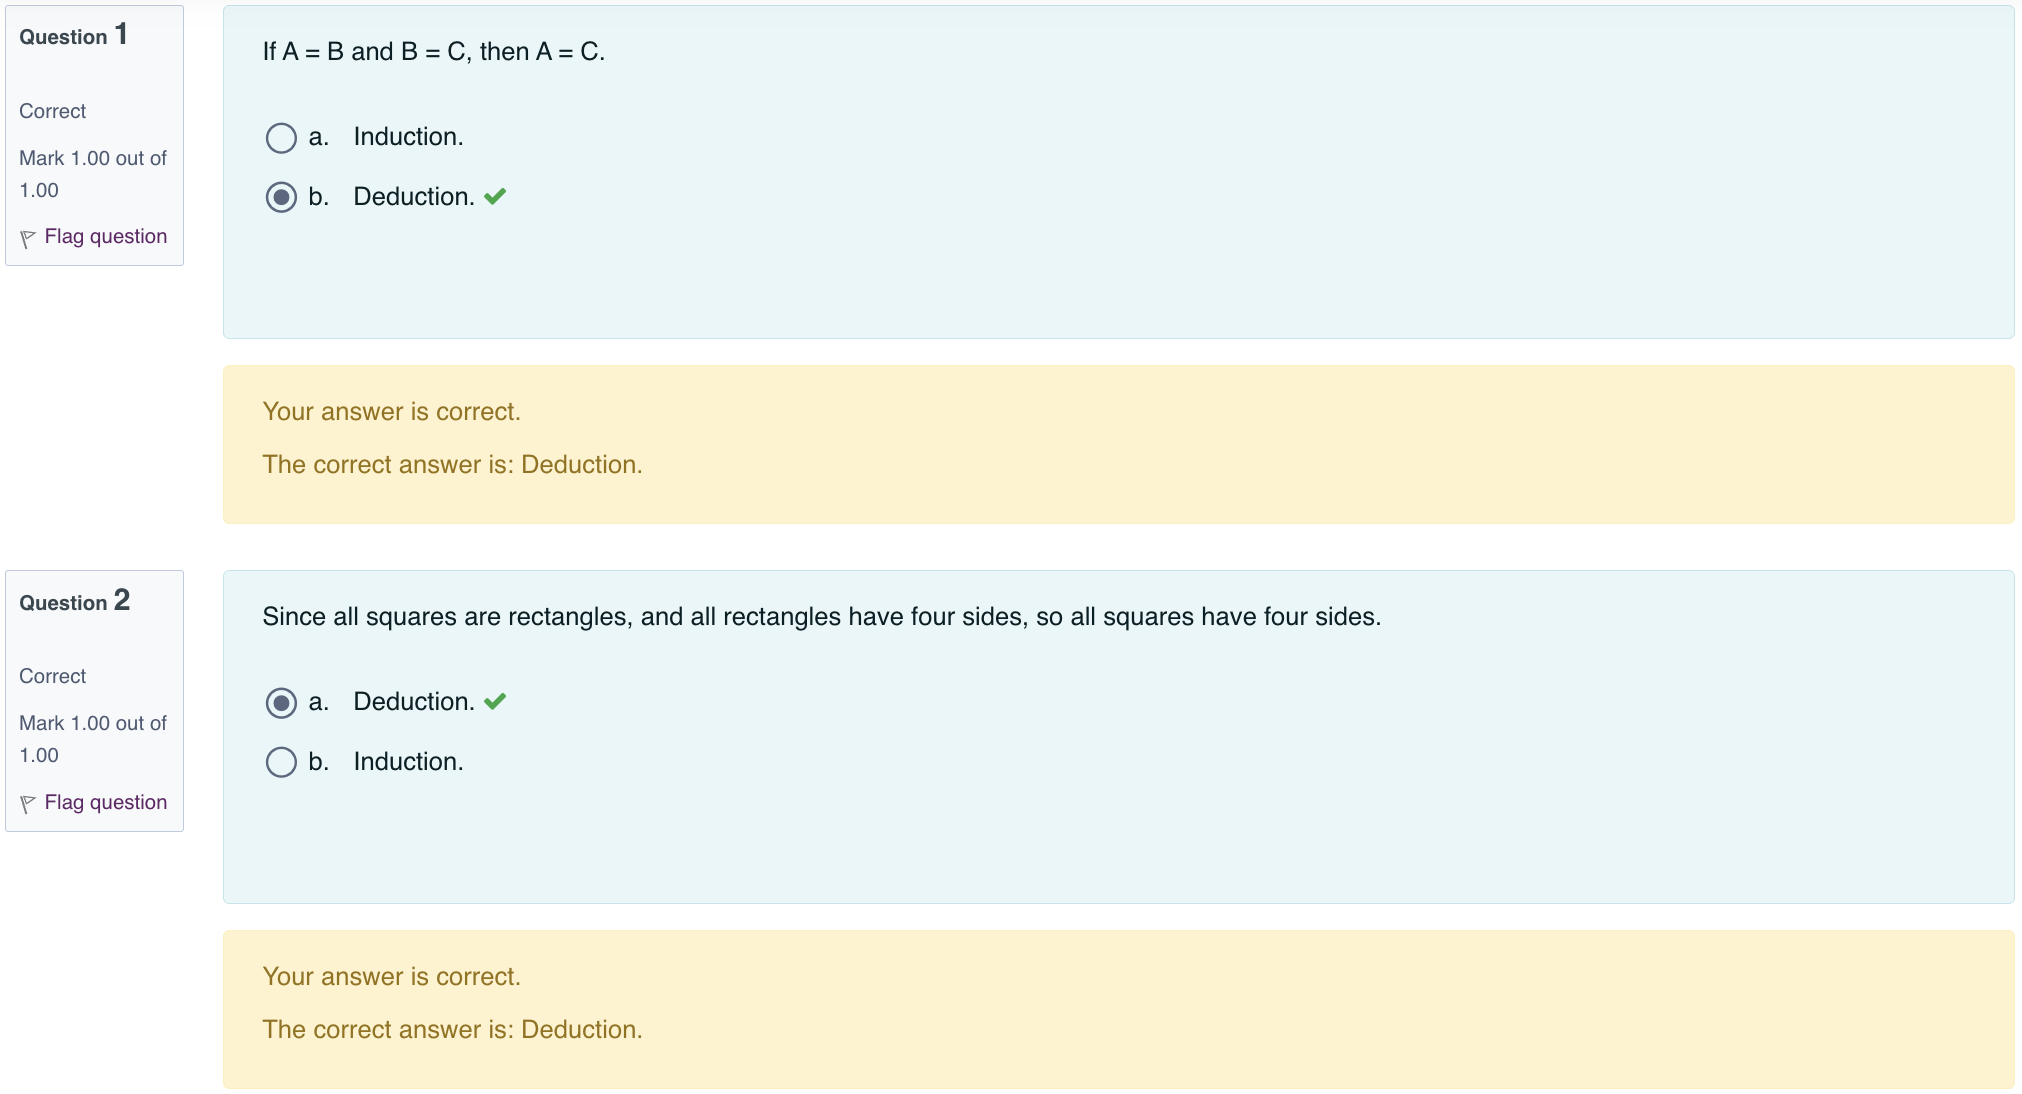 Question 1
Correct
Mark 1.00 out of
1.00
Flag question
If A = B and B = C, then A = C.
a. Induction.
b. Deduction.
Your answer is correct.
The correct answer is: Deduction.
Question 2
Correct
Mark 1.00 out of
1.00
Flag question
Since all squares are rectangles, and all rectangles have four sides, so all squares have four sides.
a. Deduction.
b. Induction.
Your answer is correct.
The correct answer is: Deduction.